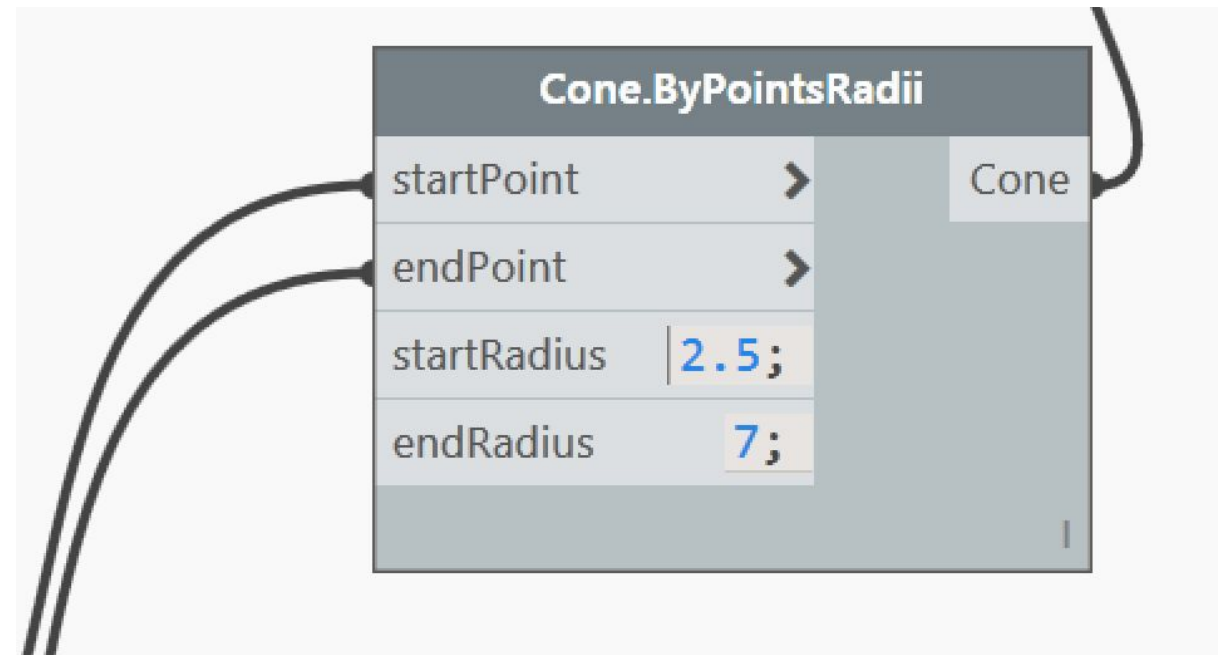 Cone.ByPointsRadii
startPoint > Cone
endPoint >
startRadius 2.5;
endRadius 7;
|